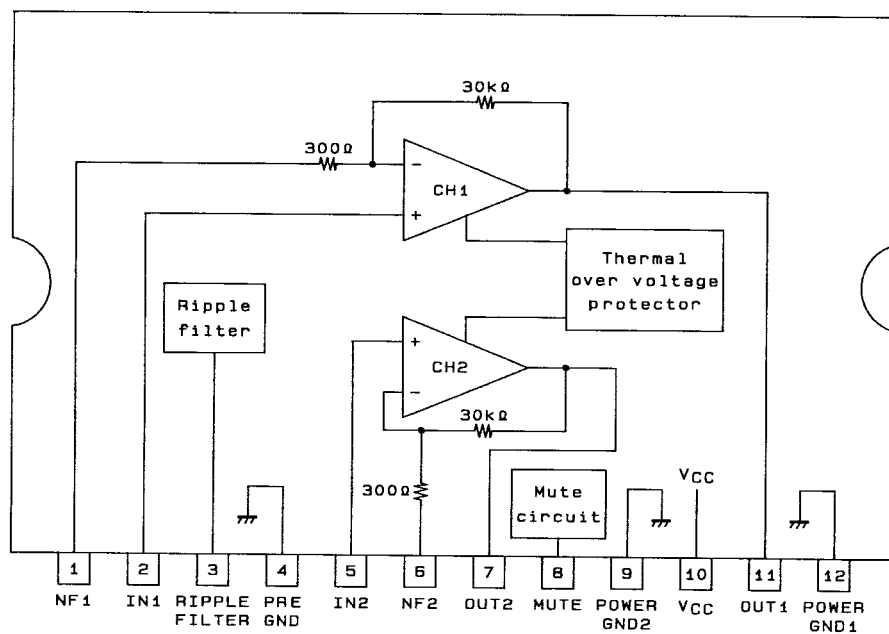 30kΩ
300Ω
−
CH1
+
Thermal
over voltage
protector
Ripple
filter
+
CH2
−
30kΩ
300Ω
Mute
circuit
VCC
1
2
3
4
5
6
7
8
9
10
11
12
NF1
IN1
RIPPLE
FILTER
PRE
GND
IN2
NF2
OUT2
MUTE
POWER
GND2
VCC
OUT1
POWER
GND1